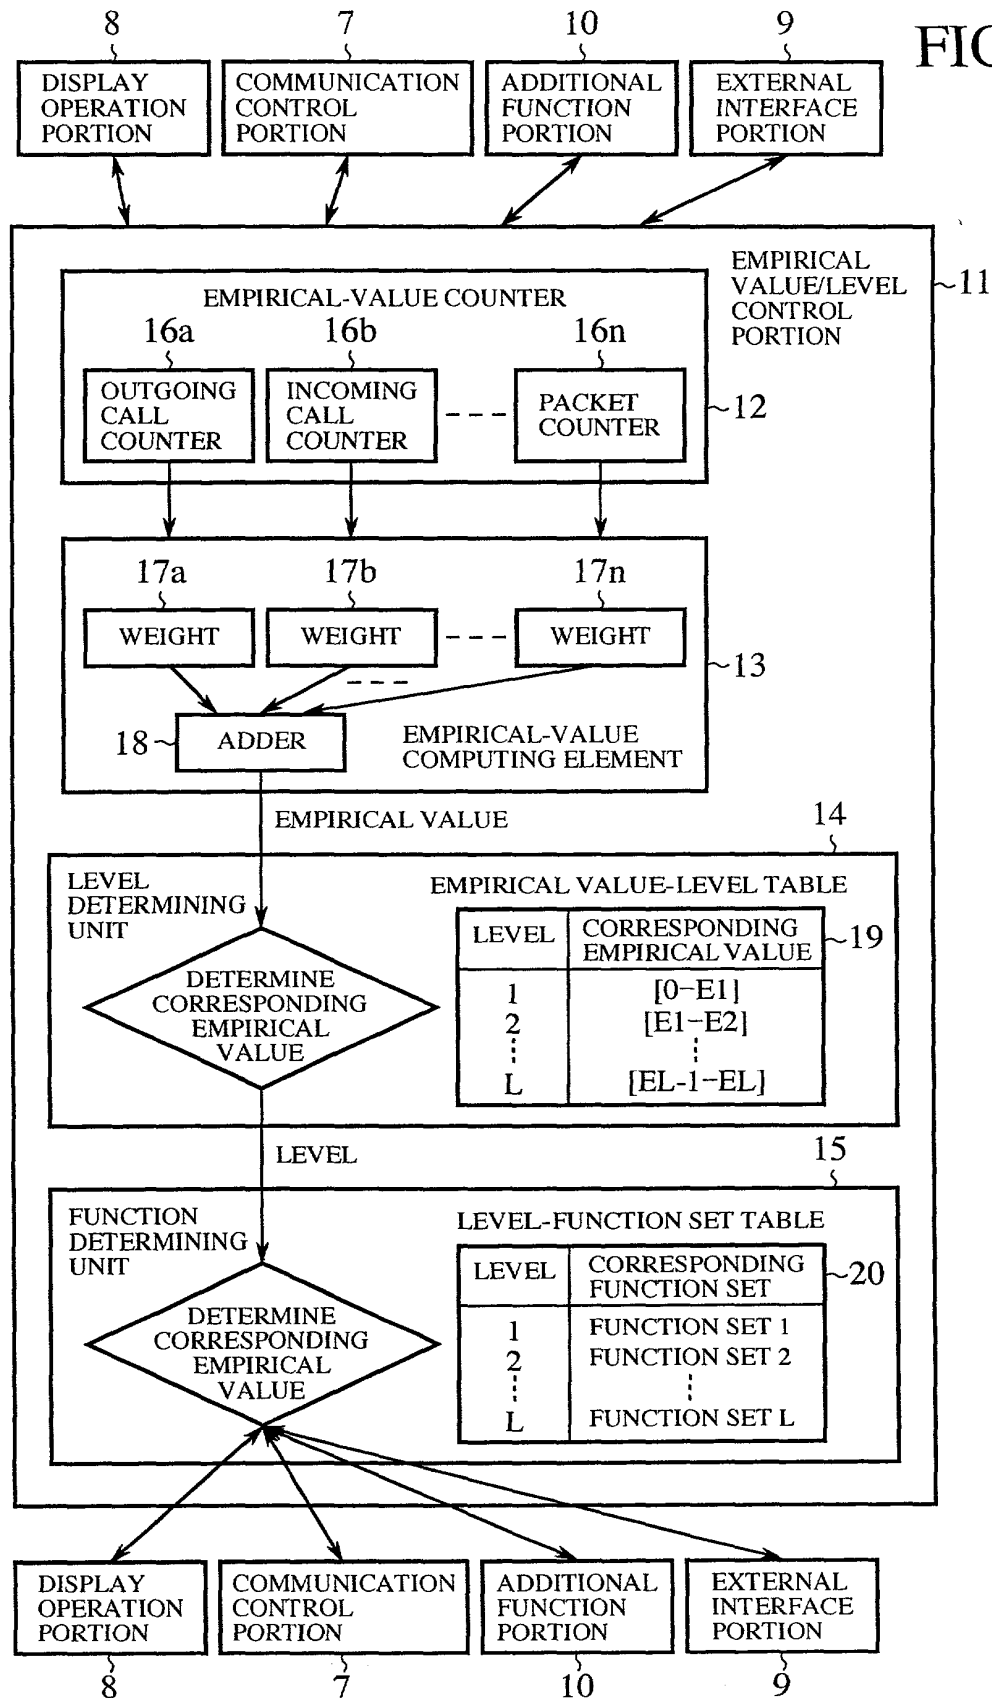 8
7
10
9
FIG
DISPLAY
OPERATION
PORTION
COMMUNICATION
CONTROL
PORTION
ADDITIONAL
FUNCTION
PORTION
EXTERNAL
INTERFACE
PORTION
EMPIRICAL
VALUE/LEVEL
CONTROL
PORTION
11
EMPIRICAL-VALUE COUNTER
16a
16b
16n
OUTGOING
CALL
COUNTER
INCOMING
CALL
COUNTER
PACKET
COUNTER
12
17a
17b
17n
WEIGHT
WEIGHT
WEIGHT
13
18
ADDER
EMPIRICAL-VALUE
COMPUTING ELEMENT
EMPIRICAL VALUE
14
LEVEL
DETERMINING
UNIT
DETERMINE
CORRESPONDING
EMPIRICAL
VALUE
EMPIRICAL VALUE-LEVEL TABLE
LEVEL
CORRESPONDING
EMPIRICAL VALUE
19
1 [0-E1]
2 [E1-E2]
L [EL-1-EL]
LEVEL
15
FUNCTION
DETERMINING
UNIT
DETERMINE
CORRESPONDING
EMPIRICAL
VALUE
LEVEL-FUNCTION SET TABLE
LEVEL
CORRESPONDING
FUNCTION SET
20
1 FUNCTION SET 1
2 FUNCTION SET 2
L FUNCTION SET L
DISPLAY
OPERATION
PORTION
COMMUNICATION
CONTROL
PORTION
ADDITIONAL
FUNCTION
PORTION
EXTERNAL
INTERFACE
PORTION
8
7
10
9